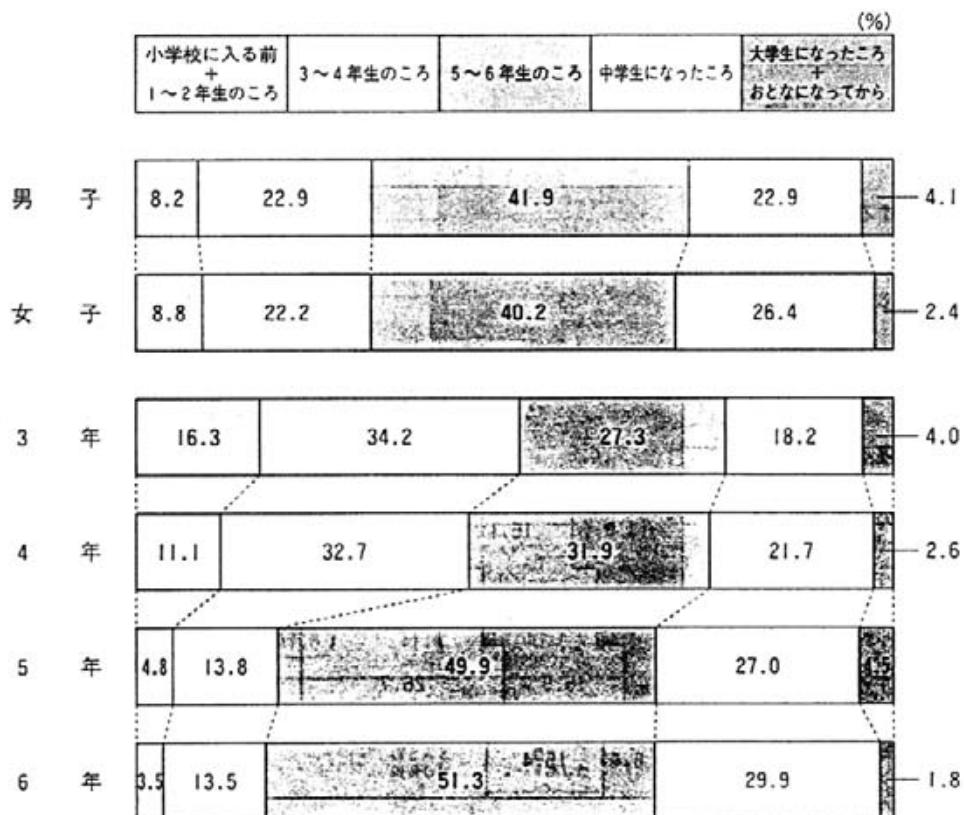 (%)
小学校に入る前
+
1〜2年生のころ
3〜4年生のころ
5〜6年生のころ
中学生になったころ
大学生になったころ
+
おとなになってから
男 子
8.2
22.9
41.9
22.9
4.1
女 子
8.8
22.2
40.2
26.4
2.4
3 年
16.3
34.2
27.3
18.2
4.0
4 年
11.1
32.7
31.9
21.7
2.6
5 年
4.8
13.8
49.9
27.0
4.5
6 年
3.5
13.5
51.3
29.9
1.8